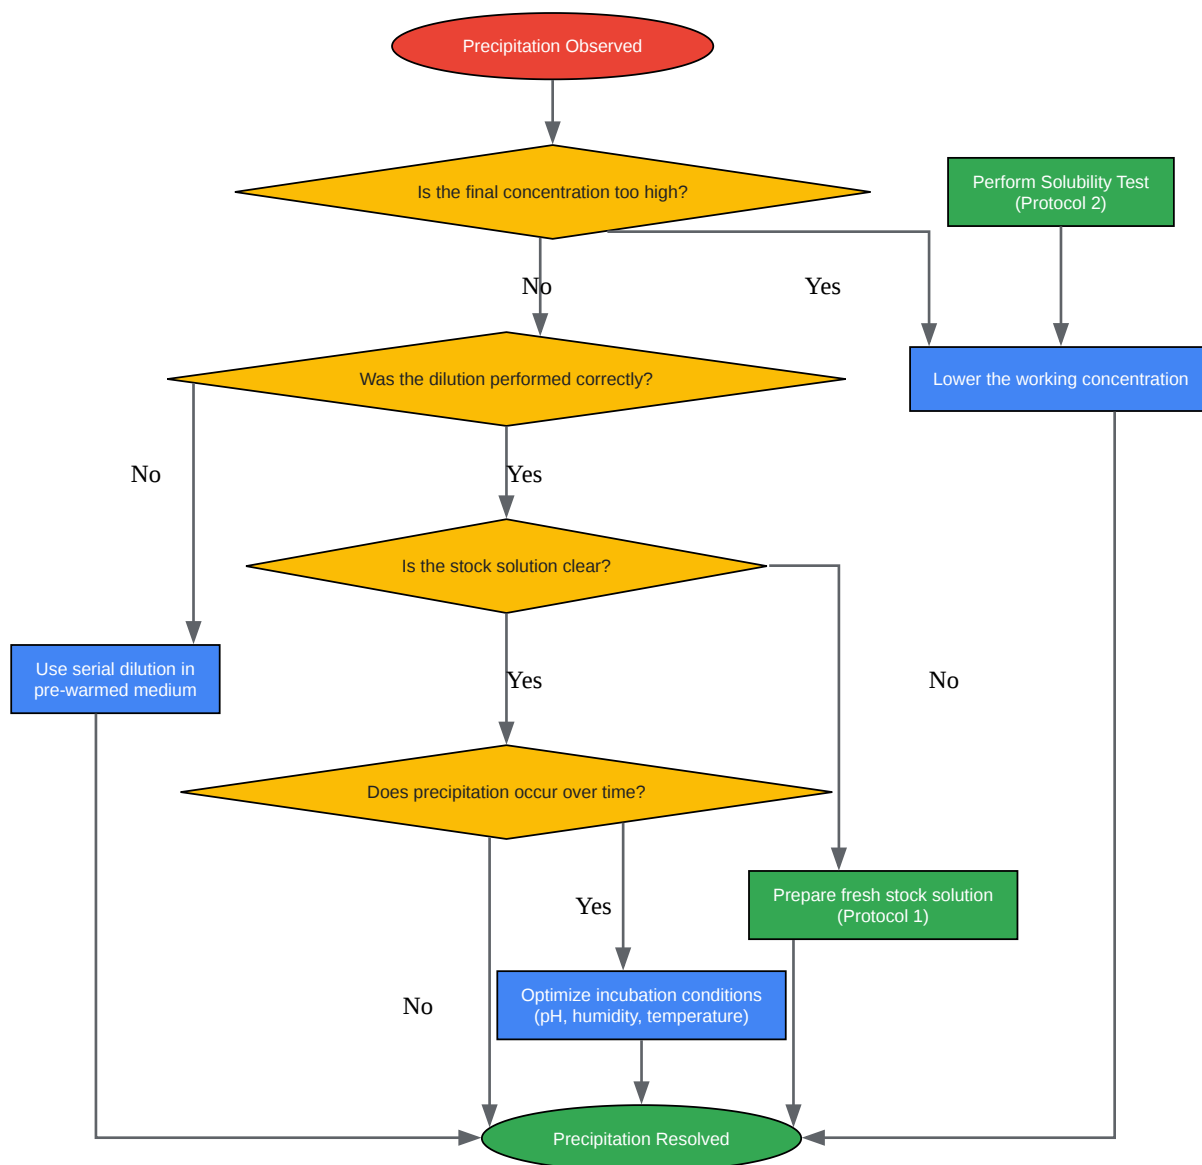 Precipitation Observed
Is the final concentration too high?
Perform Solubility Test
(Protocol 2)
No
Yes
Was the dilution performed correctly?
Lower the working concentration
No
Yes
Is the stock solution clear?
Use serial dilution in
pre-warmed medium
Yes
No
Does precipitation occur over time?
Prepare fresh stock solution
(Protocol 1)
Yes
Optimize incubation conditions
(pH, humidity, temperature)
No
Precipitation Resolved